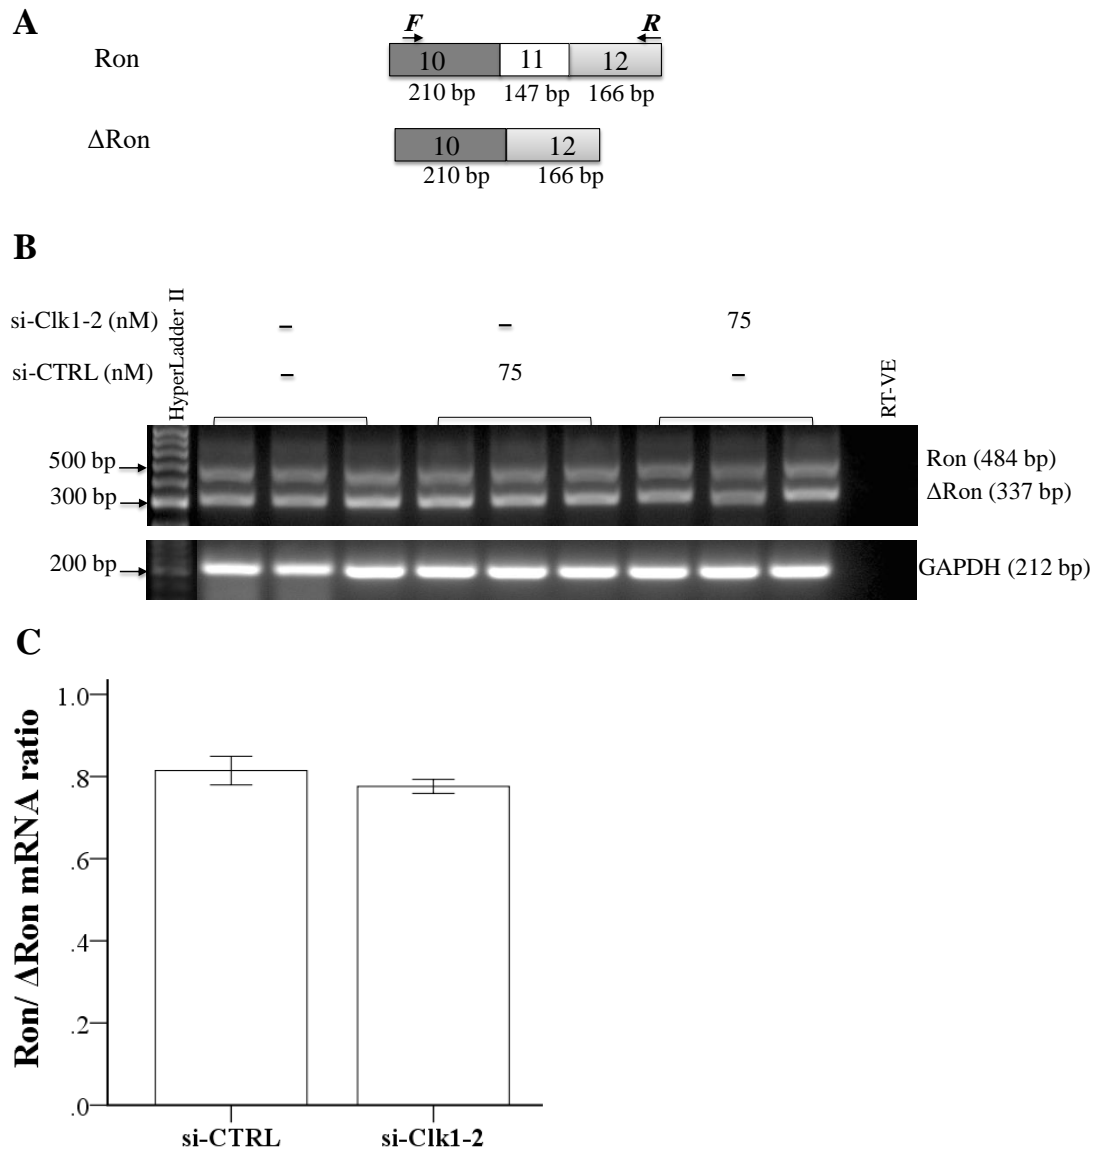 A
F R
Ron 10 11 12
210 bp 147 bp 166 bp
ΔRon 10 12
210 bp 166 bp
B
HyperLadder II
si-Clk1-2 (nM) – – 75
si-CTRL (nM) – 75 –
RT-VE
500 bp Ron (484 bp)
300 bp ΔRon (337 bp)
200 bp GAPDH (212 bp)
C
Ron/ ΔRon mRNA ratio
1.0
.8
.6
.4
.2
.0
si-CTRL si-Clk1-2